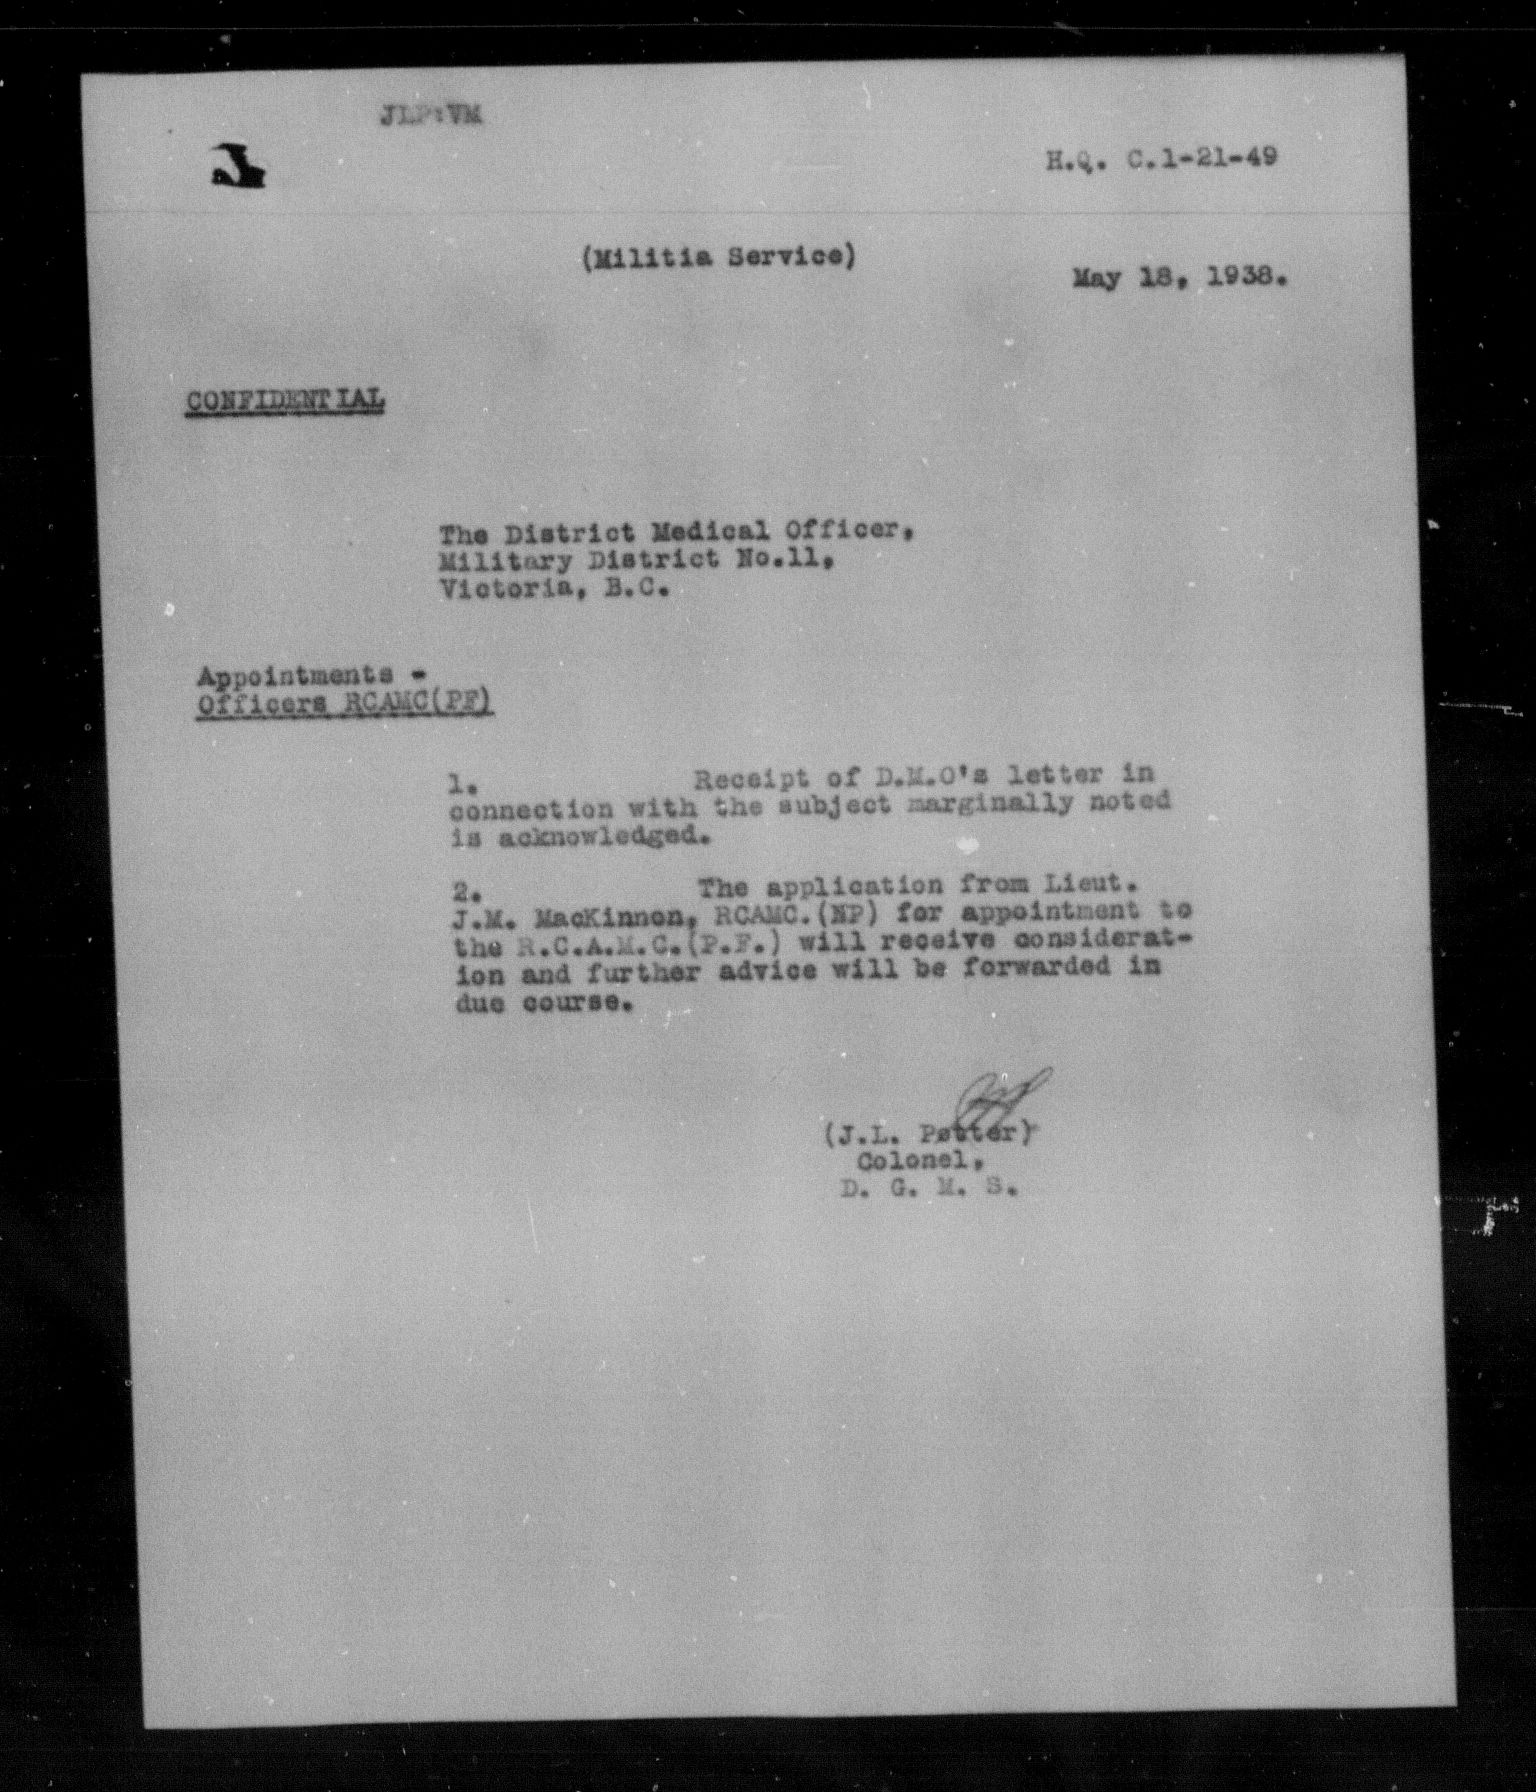 JLP:VM
H.Q. C.1-21-49
(Militia Service)
May 18, 1938.
CONFIDENTIAL
The District Medical Officer,
Military District No.11,
Victoria, B.C.
Appointments -
Officers RCAMC(PF)
1. Receipt of D.M.O's letter in
connection with the subject marginally noted
is acknowledged.
2. The application from Lieut.
J.M. MacKinnon, RCAMC.(NP) for appointment to
the R.C.A.M.C.(P.F.) will receive considerat-
ion and further advice will be forwarded in
due course.
(J.L. Potter)
Colonel,
D. G. M. S.